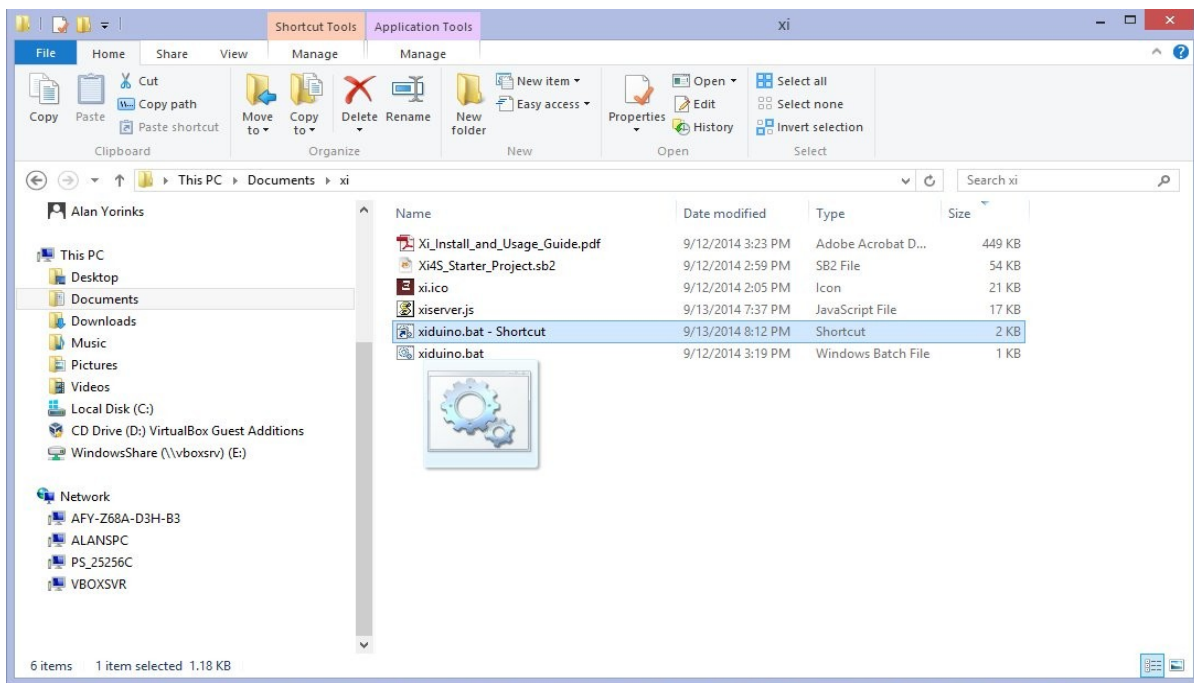 Shortcut Tools Application Tools xi
File Home Share View Manage Manage
Copy
Paste
Cut
Copy path
Paste shortcut
Clipboard
Move to
Copy to
Delete
Rename
Organize
New folder
New item
Easy access
New
Properties
Open
Edit
History
Open
Select all
Select none
Invert selection
Select
This PC Documents xi
Search xi
Alan Yorinks
This PC
Desktop
Documents
Downloads
Music
Pictures
Videos
Local Disk (C:)
CD Drive (D:) VirtualBox Guest Additions
WindowsShare (\\vboxsrv) (E:)
Network
AFY-Z68A-D3H-B3
ALANSPC
PS_25256C
VBOXSVR
Name Date modified Type Size
Xi_Install_and_Usage_Guide.pdf 9/12/2014 3:23 PM Adobe Acrobat D... 449 KB
Xi4S_Starter_Project.sb2 9/12/2014 2:59 PM SB2 File 54 KB
xi.ico 9/12/2014 2:05 PM Icon 21 KB
xiserver.js 9/13/2014 7:37 PM JavaScript File 17 KB
xiduino.bat - Shortcut 9/13/2014 8:12 PM Shortcut 2 KB
xiduino.bat 9/12/2014 3:19 PM Windows Batch File 1 KB
6 items 1 item selected 1.18 KB